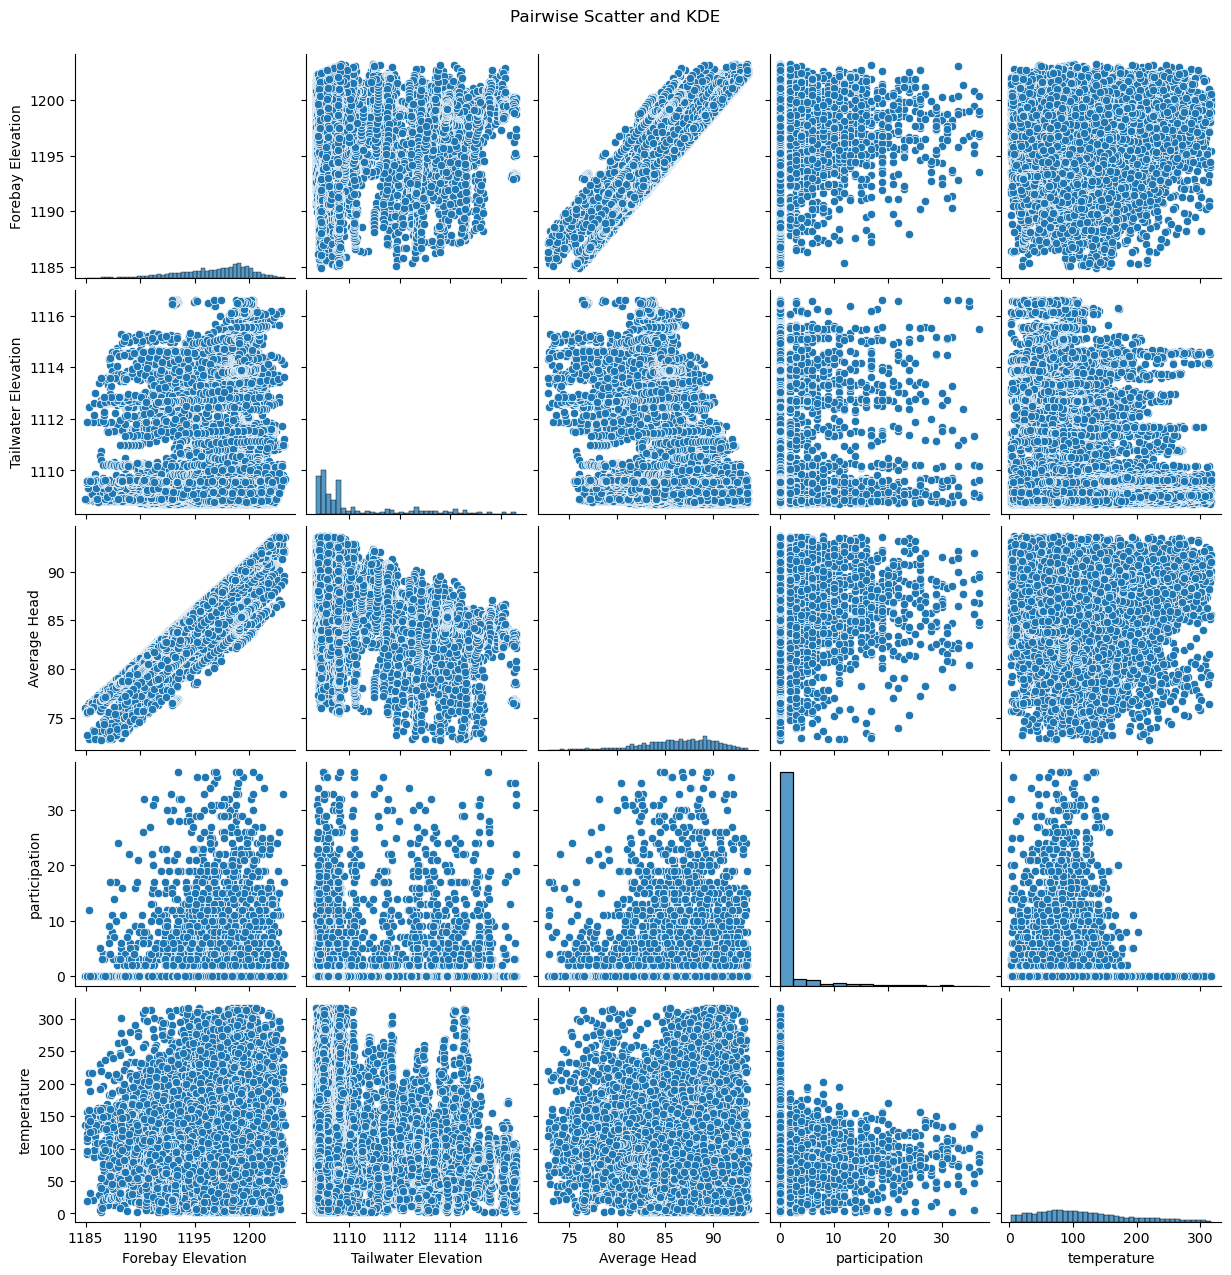 Pairwise Scatter and KDE
Forebay Elevation
1200
1195
1190
1185
Tailwater Elevation
1116
1114
1112
1110
Average Head
90
85
80
75
participation
30
20
10
0
temperature
300
250
200
150
100
50
0
1185 1190 1195 1200
1110 1112 1114 1116
75 80 85 90
0 10 20 30
0 100 200 300
Forebay Elevation
Tailwater Elevation
Average Head
participation
temperature